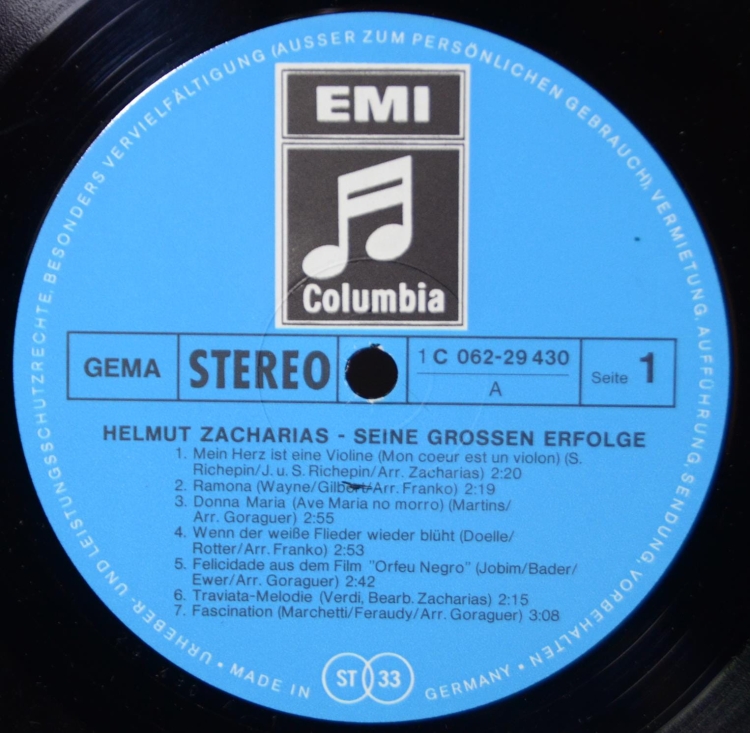 URHEBER- UND LEISTUNGSSCHUTZRECHTE, BESONDERS VERVIELFÄLTIGUNG (AUSSER ZUM PERSÖNLICHEN GEBRAUCH), VERMIETUNG, AUFFÜHRUNG, SENDUNG, VORBEHALTEN •
EMI
Columbia
GEMA
STEREO
1 C 062-29 430
A
Seite 1
HELMUT ZACHARIAS - SEINE GROSSEN ERFOLGE
1. Mein Herz ist eine Violine (Mon coeur est un violon) (S.
Richepin/J. u. S. Richepin/Arr. Zacharias) 2:20
2. Ramona (Wayne/Gilbert/Arr. Franko) 2:19
3. Donna Maria (Ave Maria no morro) (Martins/
Arr. Goraguer) 2:55
4. Wenn der weiße Flieder wieder blüht (Doelle/
Rotter/Arr. Franko) 2:53
5. Felicidade aus dem Film "Orfeu Negro" (Jobim/Bader/
Ewer/Arr. Goraguer) 2:42
6. Traviata-Melodie (Verdi, Bearb. Zacharias) 2:15
7. Fascination (Marchetti/Feraudy/Arr. Goraguer) 3:08
• MADE IN GERMANY •
ST 33